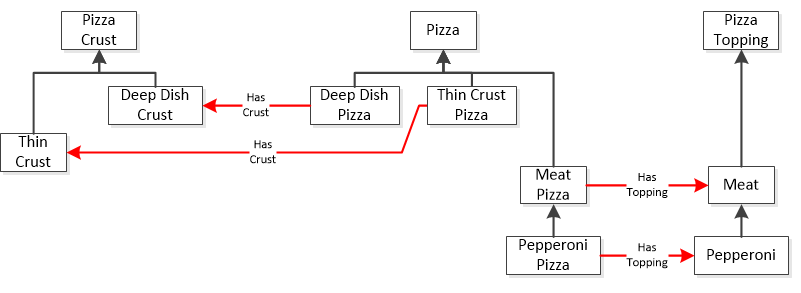 Pizza
Crust
Pizza
Pizza
Topping
Deep Dish
Crust
Has
Crust
Deep Dish
Pizza
Thin Crust
Pizza
Thin
Crust
Has
Crust
Meat
Pizza
Has
Topping
Meat
Pepperoni
Pizza
Has
Topping
Pepperoni